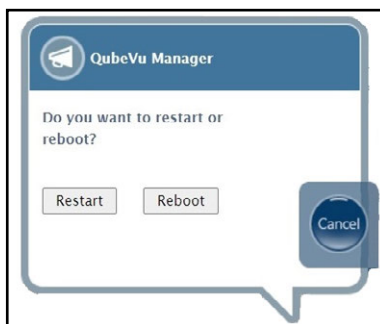 QubeVu Manager
Do you want to restart or
reboot?
Restart Reboot
Cancel